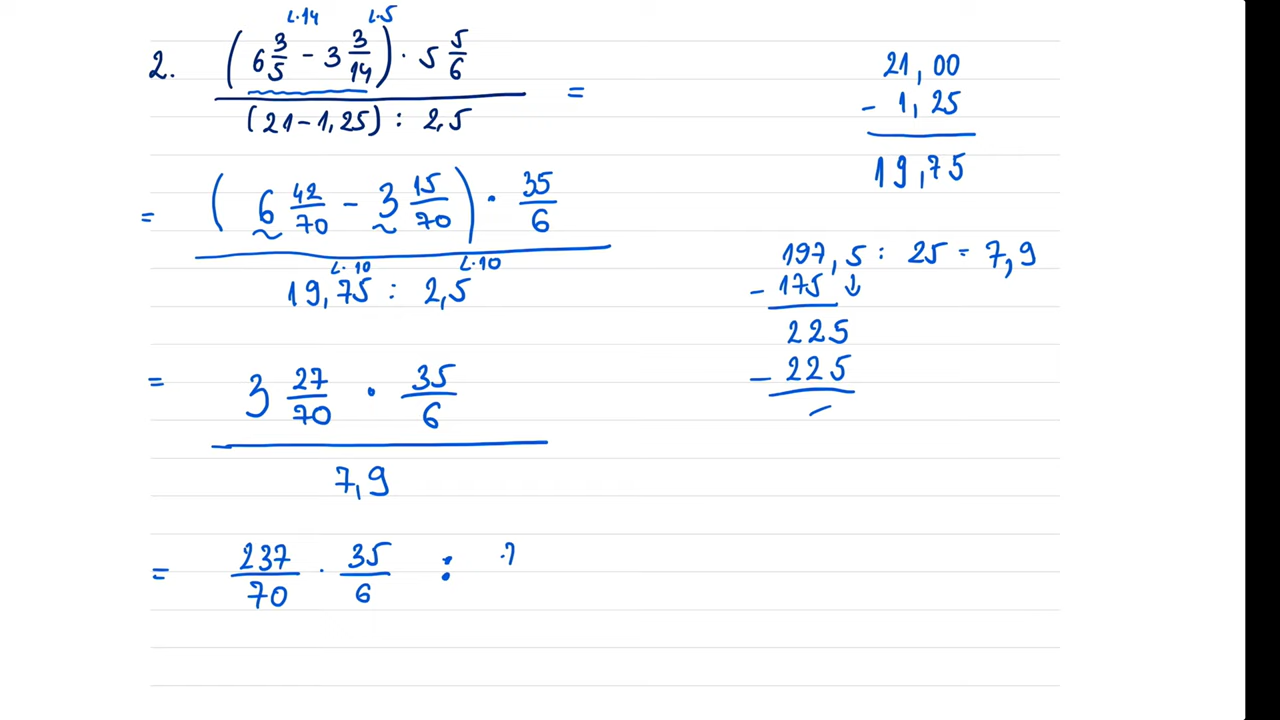 2. (6 3/5 - 3 3/14) · 5 5/6
L·14 L·5
(21 - 1,25) : 2,5 =
= (6 42/70 - 3 15/70) · 35/6
19,75 : 2,5
L·10 L·10
= 3 27/70 · 35/6
7,9
= 237/70 · 35/6 :
21,00
- 1,25
19,75
197,5 : 25 = 7,9
- 175 ↓
225
- 225